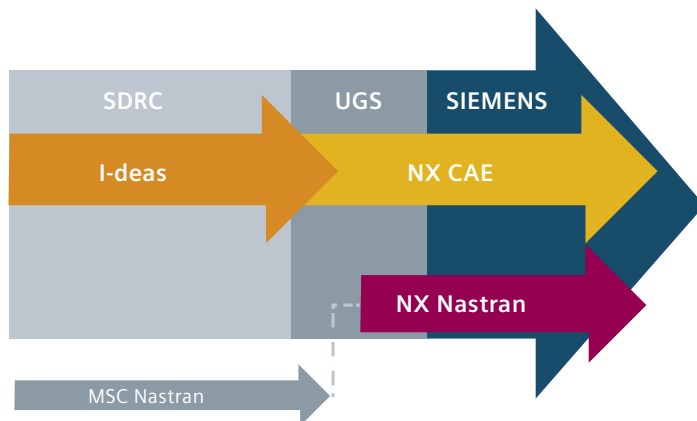 SDRC
UGS
SIEMENS
I-deas
NX CAE
NX Nastran
MSC Nastran